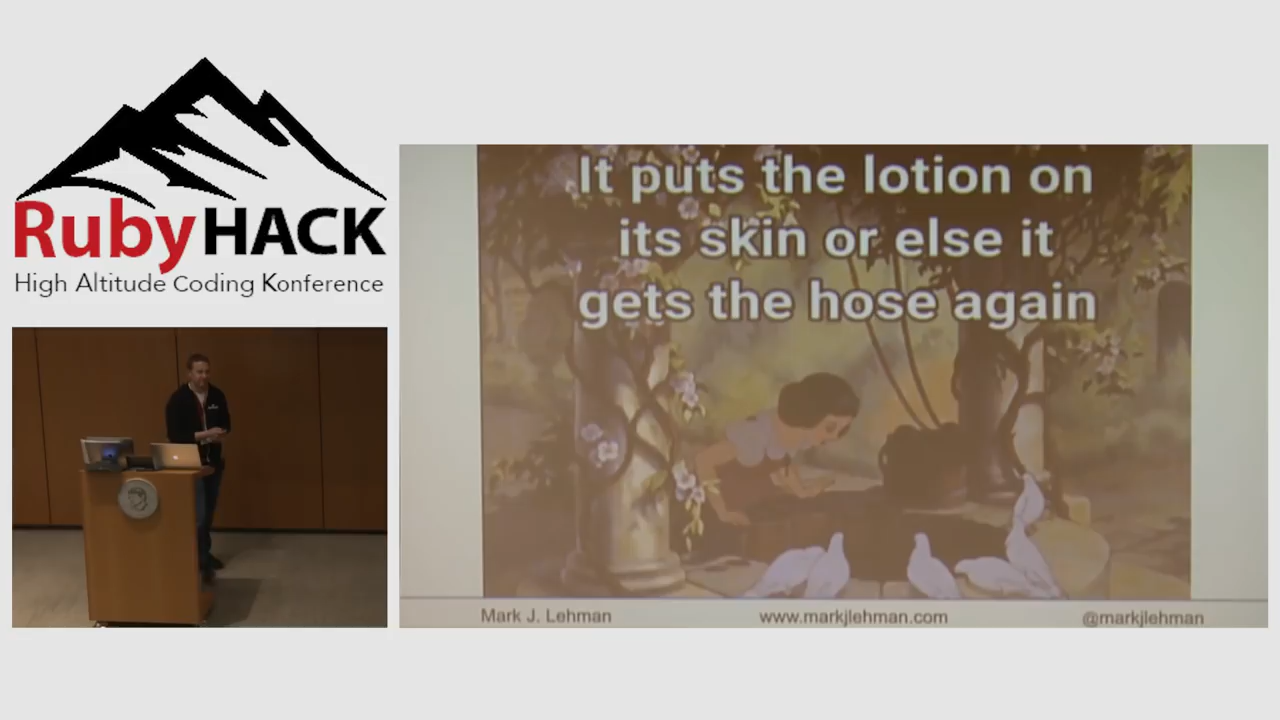 RubyHACK
High Altitude Coding Konference
It puts the lotion on
its skin or else it
gets the hose again
Mark J. Lehman
www.markjlehman.com
@markjlehman